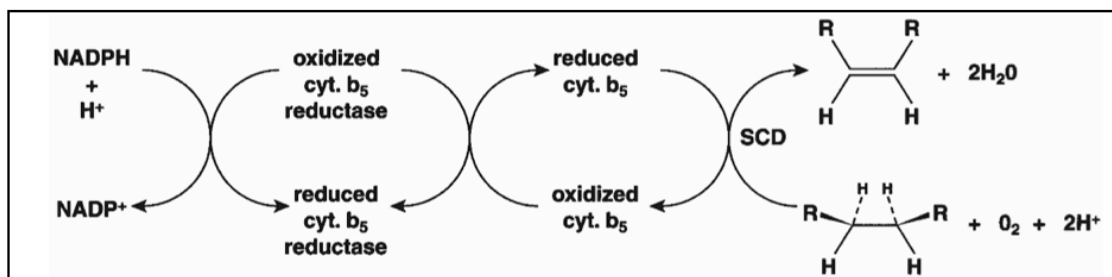 NADPH
+
H+
NADP+
oxidized
cyt. b5
reductase
reduced
cyt. b5
reductase
reduced
cyt. b5
oxidized
cyt. b5
SCD
R R
H H
+ 2H20
H H
R R
H H
+ O2 + 2H+